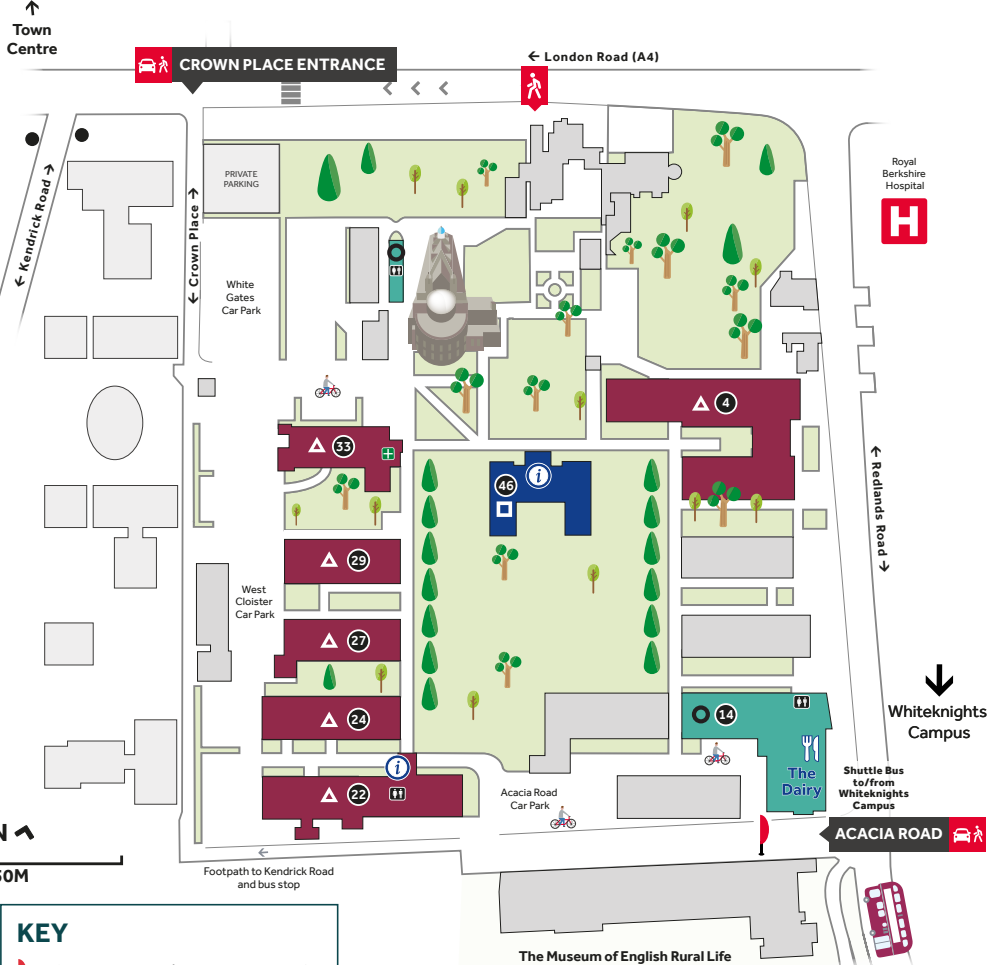 Town
Centre
CROWN PLACE ENTRANCE
← London Road (A4)
← Kendrick Road →
← Crown Place →
PRIVATE
PARKING
Royal
Berkshire
Hospital
H
White
Gates
Car Park
4
33
i
46
← Redlands Road →
29
West
Cloister
Car Park
27
24
14
Whiteknights
Campus
i
22
The
Dairy
Shuttle Bus
to/from
Whiteknights
Campus
Acacia Road
Car Park
N
ACACIA ROAD
50M
Footpath to Kendrick Road
and bus stop
KEY
The Museum of English Rural Life